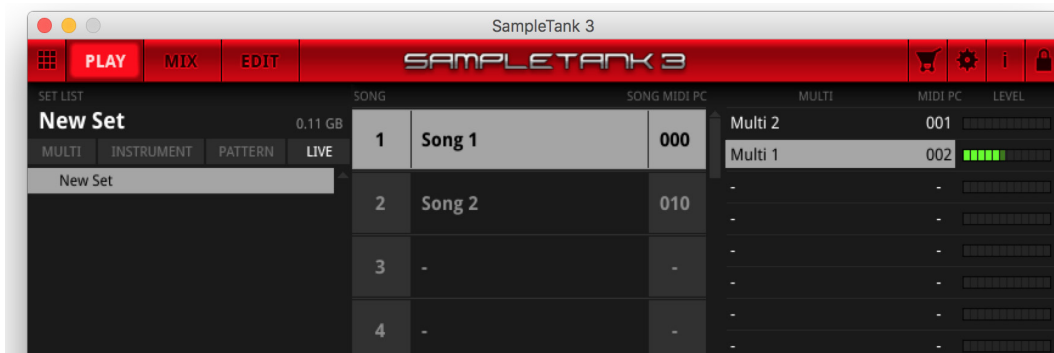 SampleTank 3
PLAY MIX EDIT SAMPLETANK 3 i
SET LIST SONG SONG MIDI PC MULTI MIDI PC LEVEL
New Set 0.11 GB
MULTI INSTRUMENT PATTERN LIVE
New Set
1 Song 1 000
2 Song 2 010
3 - -
4 - -
Multi 2 001
Multi 1 002
- -
- -
- -
- -
- -
- -